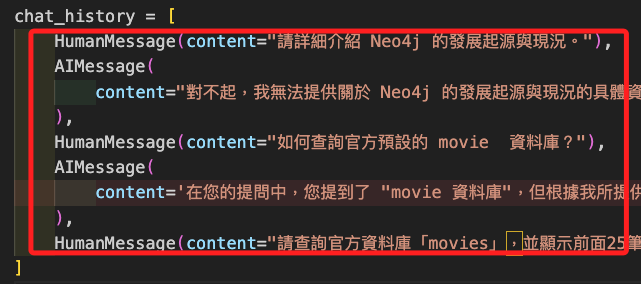 chat_history = [
HumanMessage(content="請詳細介紹 Neo4j 的發展起源與現況。"),
AIMessage(
content="對不起，我無法提供關於 Neo4j 的發展起源與現況的具體資
),
HumanMessage(content="如何查詢官方預設的 movie  資料庫？"),
AIMessage(
content='在您的提問中，您提到了 "movie 資料庫"，但根據我所提供
),
HumanMessage(content="請查詢官方資料庫「movies」，並顯示前面25筆
]